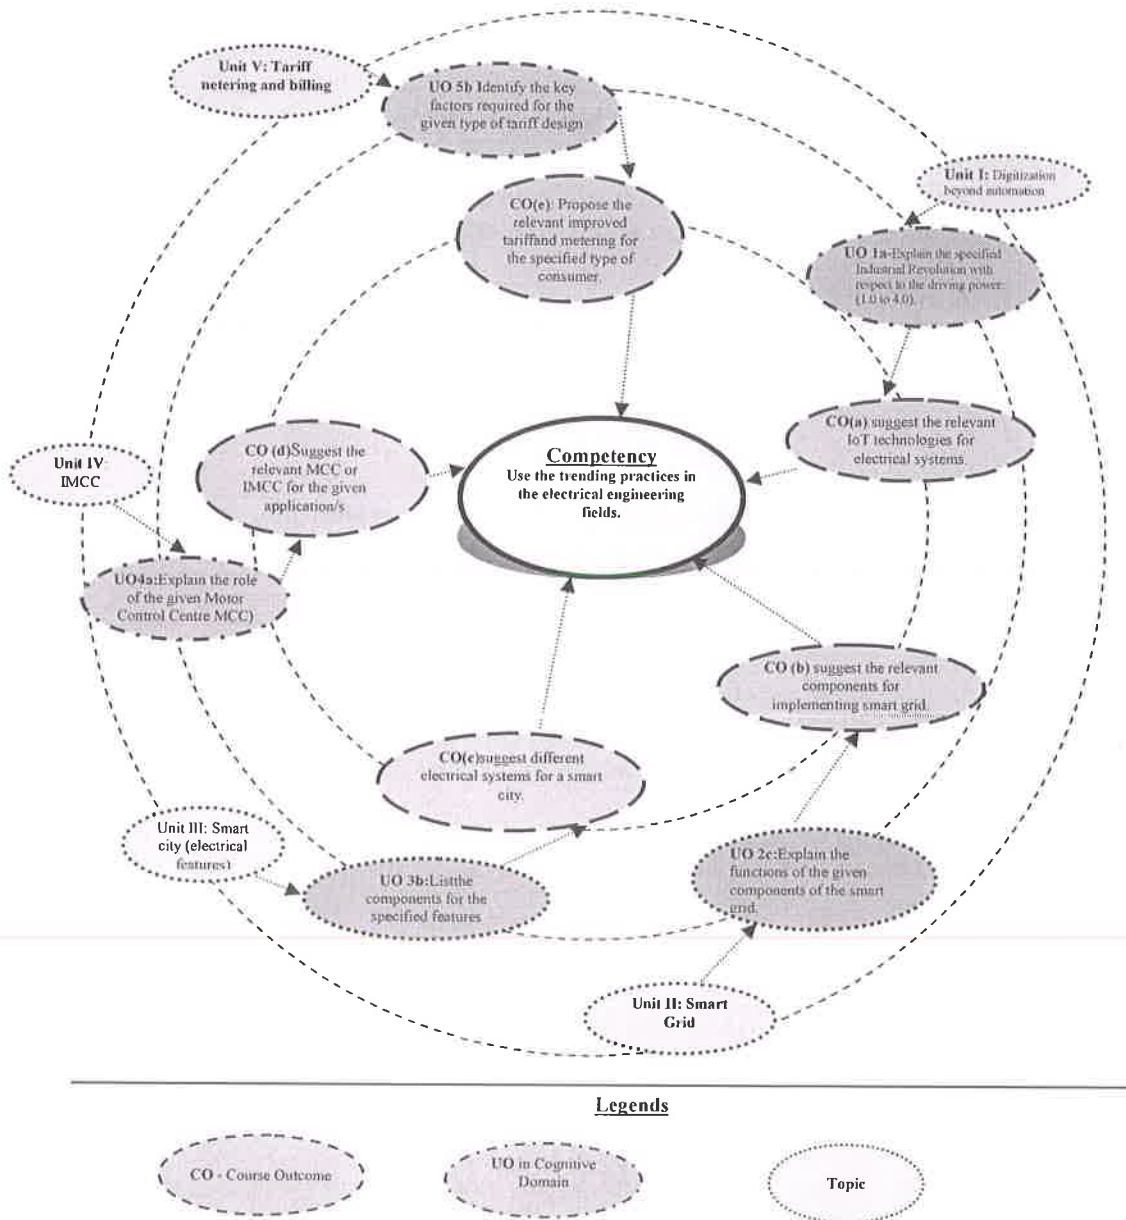 Unit V: Tariff
netering and billing
UO 5b Identify the key
factors required for the
given type of tariff design
Unit I: Digitization
beyond automation
CO(e): Propose the
relevant improved
tariffand metering for
the specified type of
consumer.
UO 1a-Explain the specified
Industrial Revolution with
respect to the driving power:
(1.0 to 4.0).
CO(a) suggest the relevant
IoT technologies for
electrical systems.
Competency
Use the trending practices in
the electrical engineering
fields.
CO (d)Suggest the
relevant MCC or
IMCC for the given
application/s
Unit IV:
IMCC
UO4a:Explain the role
of the given Motor
Control Centre MCC)
CO (b) suggest the relevant
components for
implementing smart grid.
CO(c)suggest different
electrical systems for a smart
city.
Unit III: Smart
city (electrical
features)
UO 3b:Listthe
components for the
specified features
UO 2c:Explain the
functions of the given
components of the smart
grid.
Unit II: Smart
Grid
Legends
CO - Course Outcome
UO in Cognitive
Domain
Topic